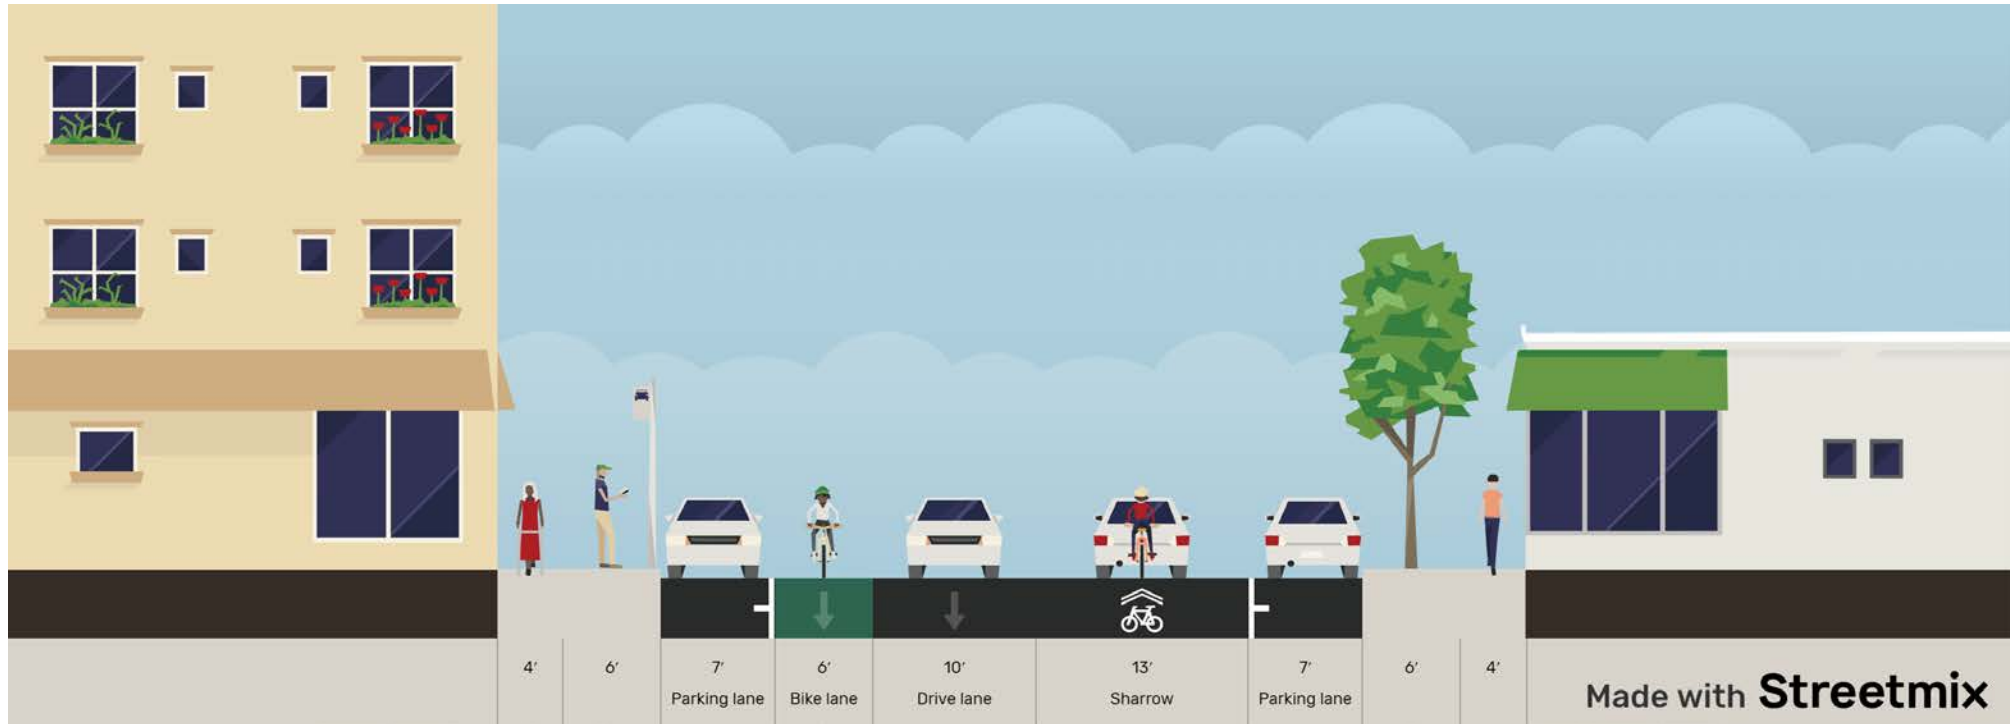 4′
6′
7′
Parking lane
6′
Bike lane
10′
Drive lane
13′
Sharrow
7′
Parking lane
6′
4′
Made with Streetmix